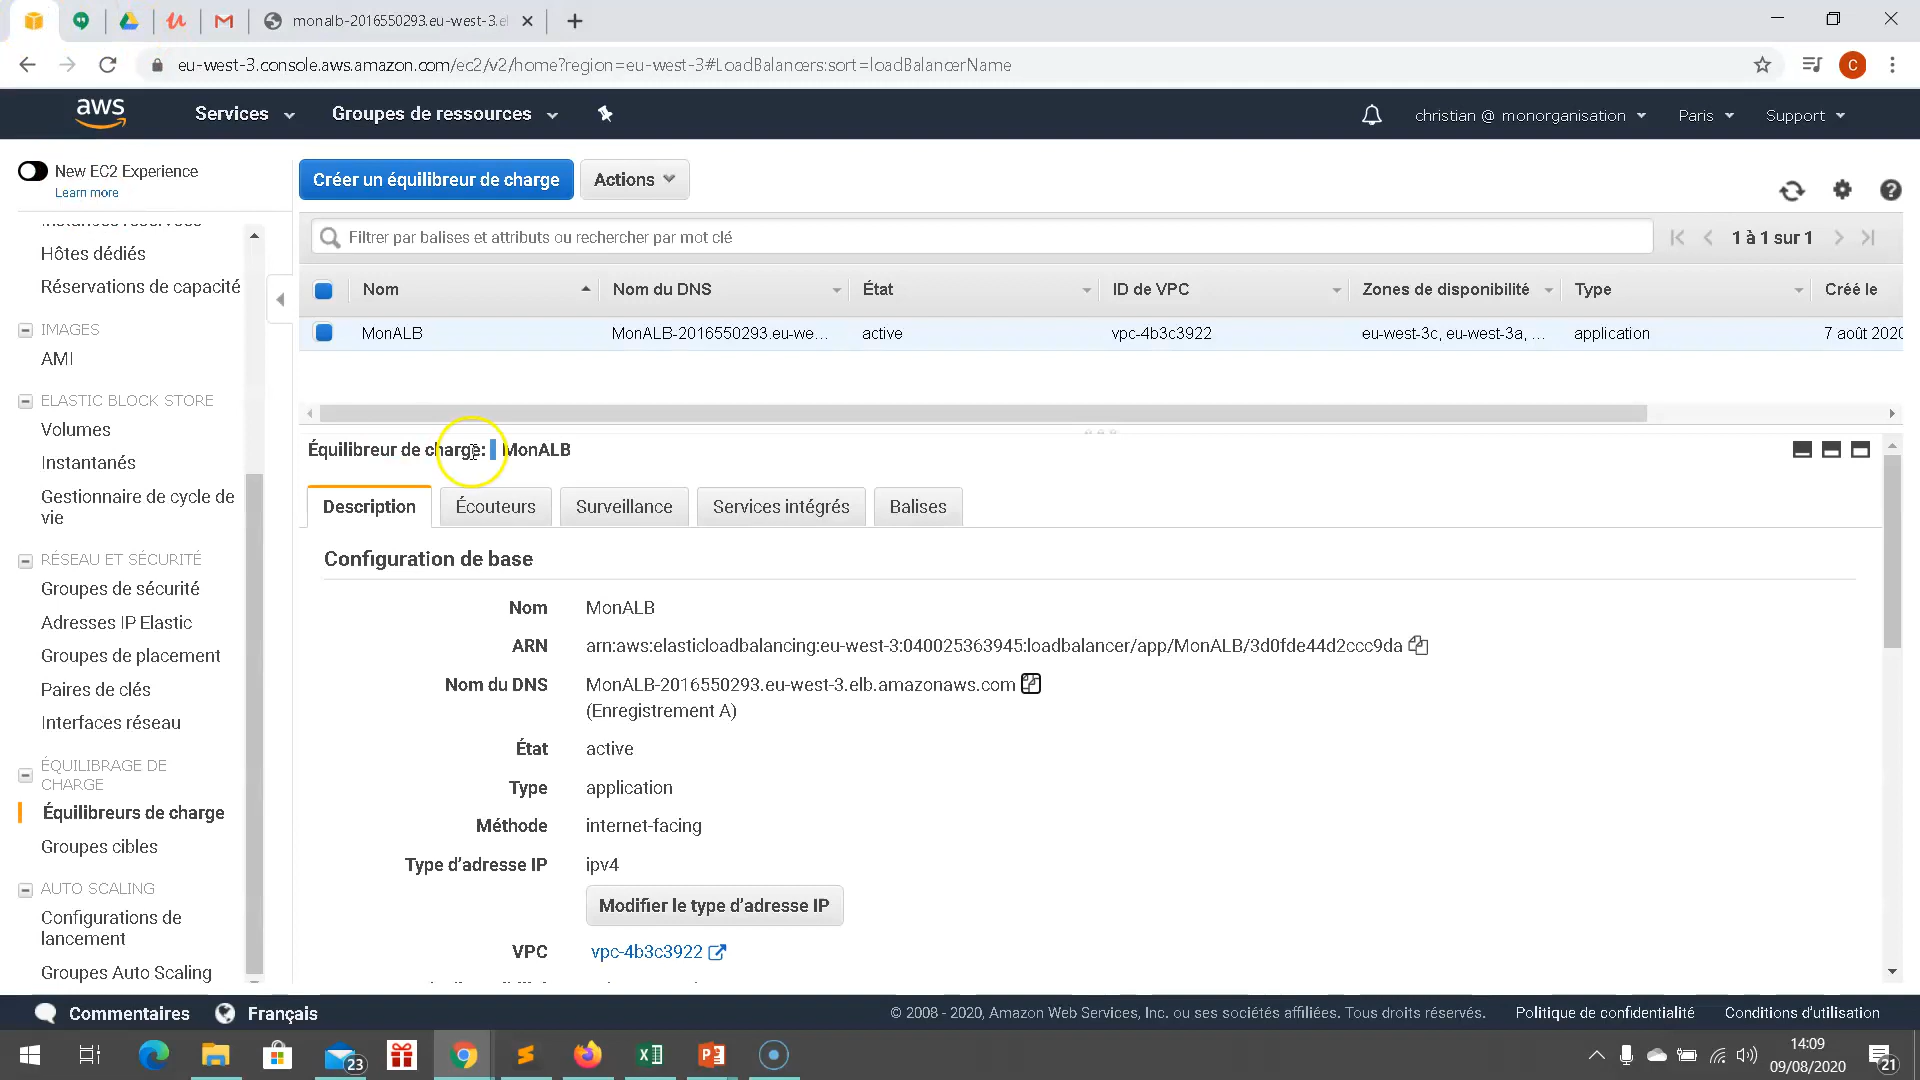 monalb-2016550293.eu-west-3.el
eu-west-3.console.aws.amazon.com/ec2/v2/home?region=eu-west-3#LoadBalancers:sort=loadBalancerName
C
aws
Services
Groupes de ressources
christian @ monorganisation
Paris
Support
New EC2 Experience
Learn more
Hôtes dédiés
Réservations de capacité
IMAGES
AMI
ELASTIC BLOCK STORE
Volumes
Instantanés
Gestionnaire de cycle de
vie
RÉSEAU ET SÉCURITÉ
Groupes de sécurité
Adresses IP Elastic
Groupes de placement
Paires de clés
Interfaces réseau
ÉQUILIBRAGE DE
CHARGE
Équilibreurs de charge
Groupes cibles
AUTO SCALING
Configurations de
lancement
Groupes Auto Scaling
Créer un équilibreur de charge
Actions
Filtrer par balises et attributs ou rechercher par mot clé
1 à 1 sur 1
Nom Nom du DNS État ID de VPC Zones de disponibilité Type Créé le
MonALB MonALB-2016550293.eu-we... active vpc-4b3c3922 eu-west-3c, eu-west-3a, ... application 7 août 2020
Équilibreur de charge: MonALB
Description
Écouteurs
Surveillance
Services intégrés
Balises
Configuration de base
Nom MonALB
ARN arn:aws:elasticloadbalancing:eu-west-3:040025363945:loadbalancer/app/MonALB/3d0fde44d2ccc9da
Nom du DNS MonALB-2016550293.eu-west-3.elb.amazonaws.com
(Enregistrement A)
État active
Type application
Méthode internet-facing
Type d'adresse IP ipv4
Modifier le type d'adresse IP
VPC vpc-4b3c3922
Commentaires
Français
© 2008 - 2020, Amazon Web Services, Inc. ou ses sociétés affiliées. Tous droits réservés.
Politique de confidentialité
Conditions d'utilisation
23
14:09
09/08/2020
21